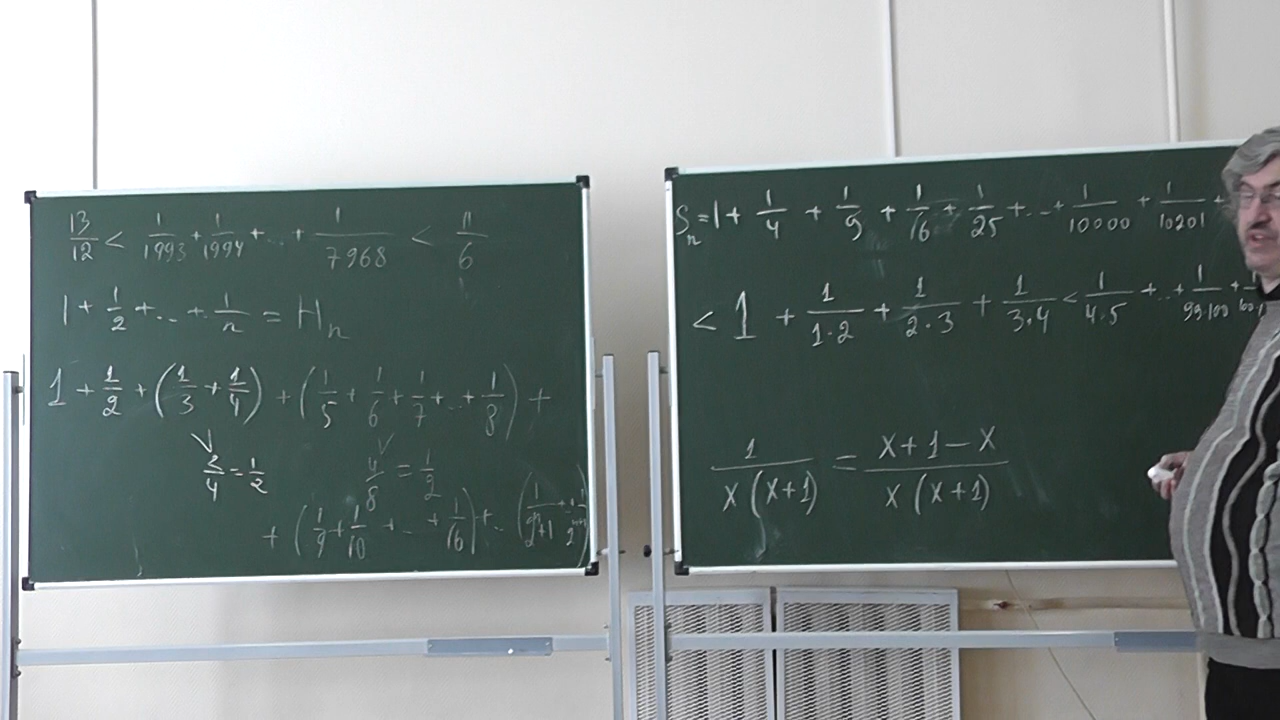 13/12 < 1/1993 + 1/1994 + ... + 1/7968 < 11/6
1 + 1/2 + ... + 1/n = Hₙ
1 + 1/2 + (1/3 + 1/4) + (1/5 + 1/6 + 1/7 + ... + 1/8) +
2/4 = 1/2 4/8 = 1/2
+ (1/9 + 1/10 + ... + 1/16) + ...
Sₙ = 1 + 1/4 + 1/9 + 1/16 + 1/25 + ... + 1/10000 + 1/10201 +
< 1 + 1/(1·2) + 1/(2·3) + 1/(3·4) < 1/(4·5) + ... + 1/(99·100) +
1/(x(x+1)) = (x+1−x)/(x(x+1))